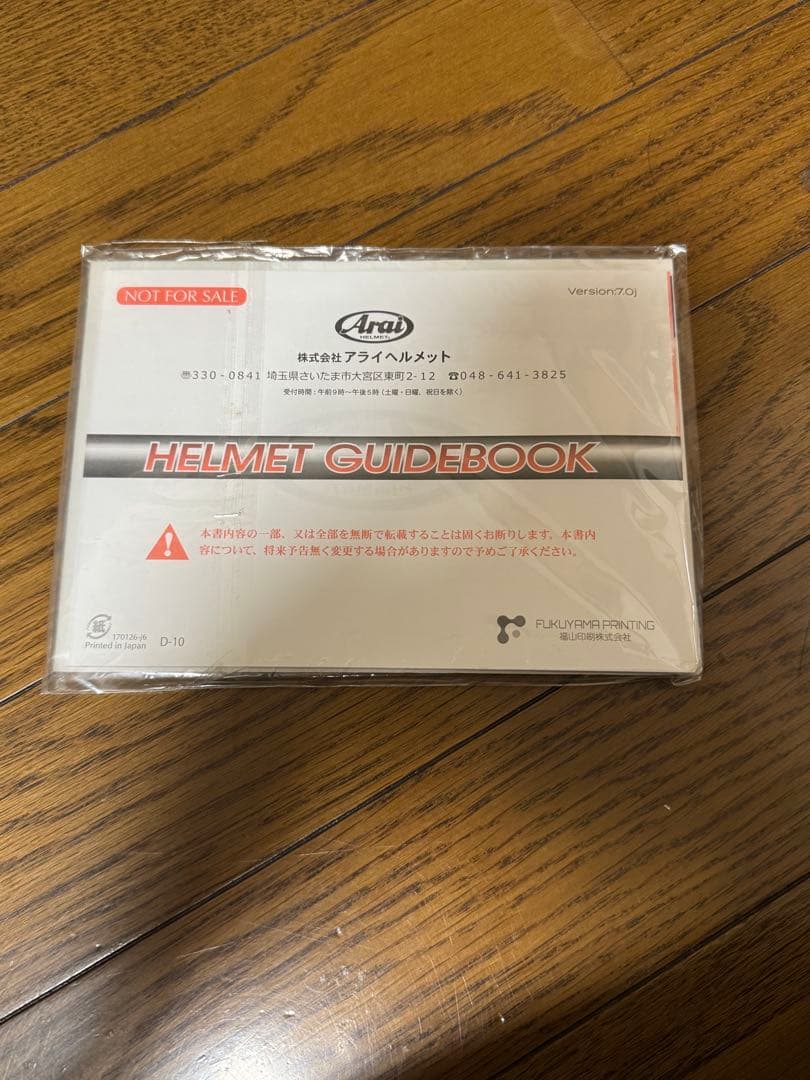 NOT FOR SALE
Version:7.0j
Arai
HELMET
株式会社 アライヘルメット
〠330-0841 埼玉県さいたま市大宮区東町2-12 ☎048-641-3825
受付時間:午前9時~午後5時(土曜・日曜、祝日を除く)
HELMET GUIDEBOOK
本書内容の一部、又は全部を無断で転載することは固くお断りします。本書内
容について、将来予告無く変更する場合がありますので予めご了承ください。
紙
170126-j6
Printed in Japan
D-10
FUKUYAMA PRINTING
福山印刷株式会社